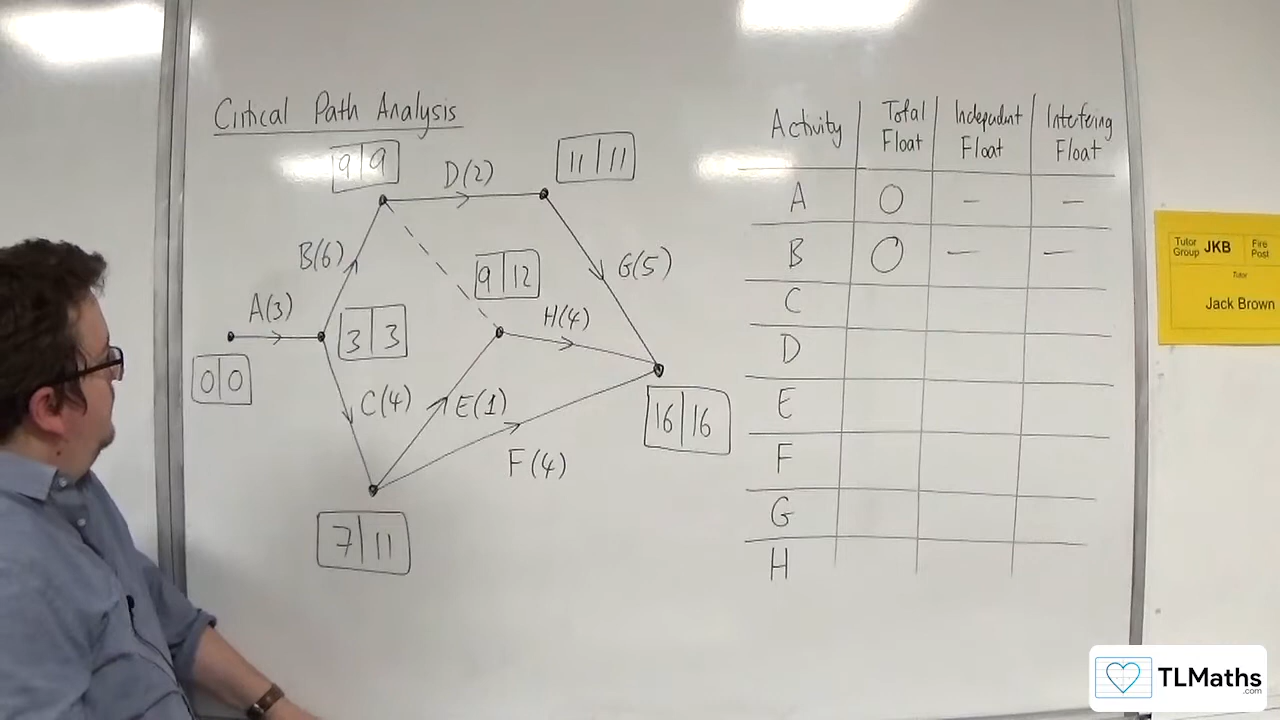 Critical Path Analysis
9 | 9
D(2)
11 | 11
B(6)
G(5)
9 | 12
A(3)
H(4)
3 | 3
0 | 0
C(4)
E(1)
16 | 16
F(4)
7 | 11
Activity Total Float Independent Float Interfering Float
A 0 - -
B 0 - -
C
D
E
F
G
H
Tutor Group JKB Fire Post
Tutor
Jack Brown
TLMaths
.com